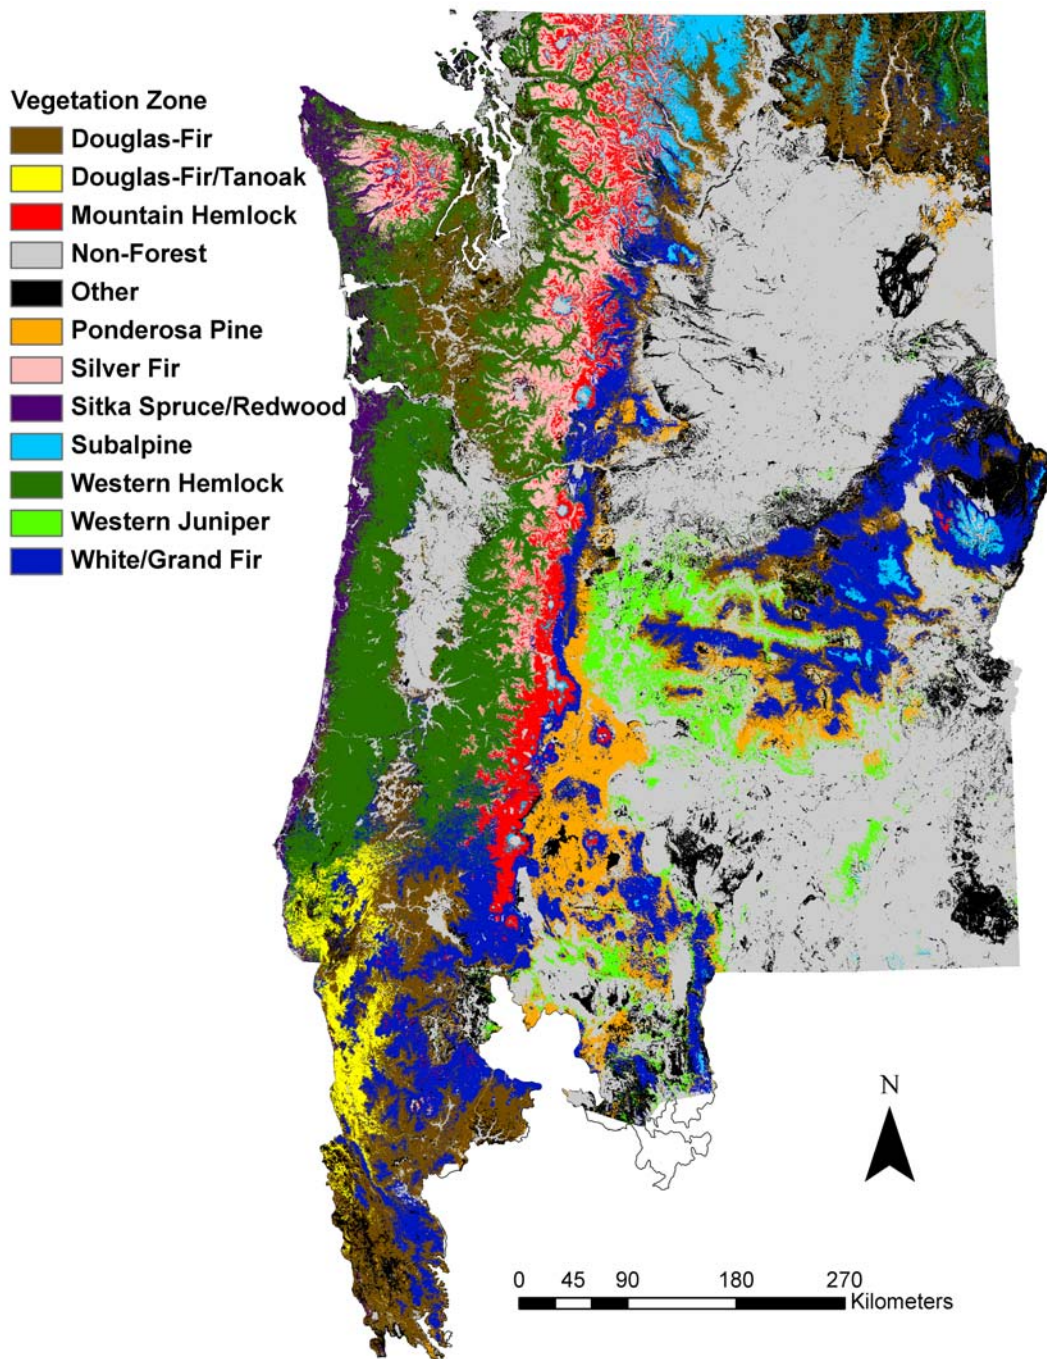 Vegetation Zone
Douglas-Fir
Douglas-Fir/Tanoak
Mountain Hemlock
Non-Forest
Other
Ponderosa Pine
Silver Fir
Sitka Spruce/Redwood
Subalpine
Western Hemlock
Western Juniper
White/Grand Fir
N
0 45 90 180 270
Kilometers